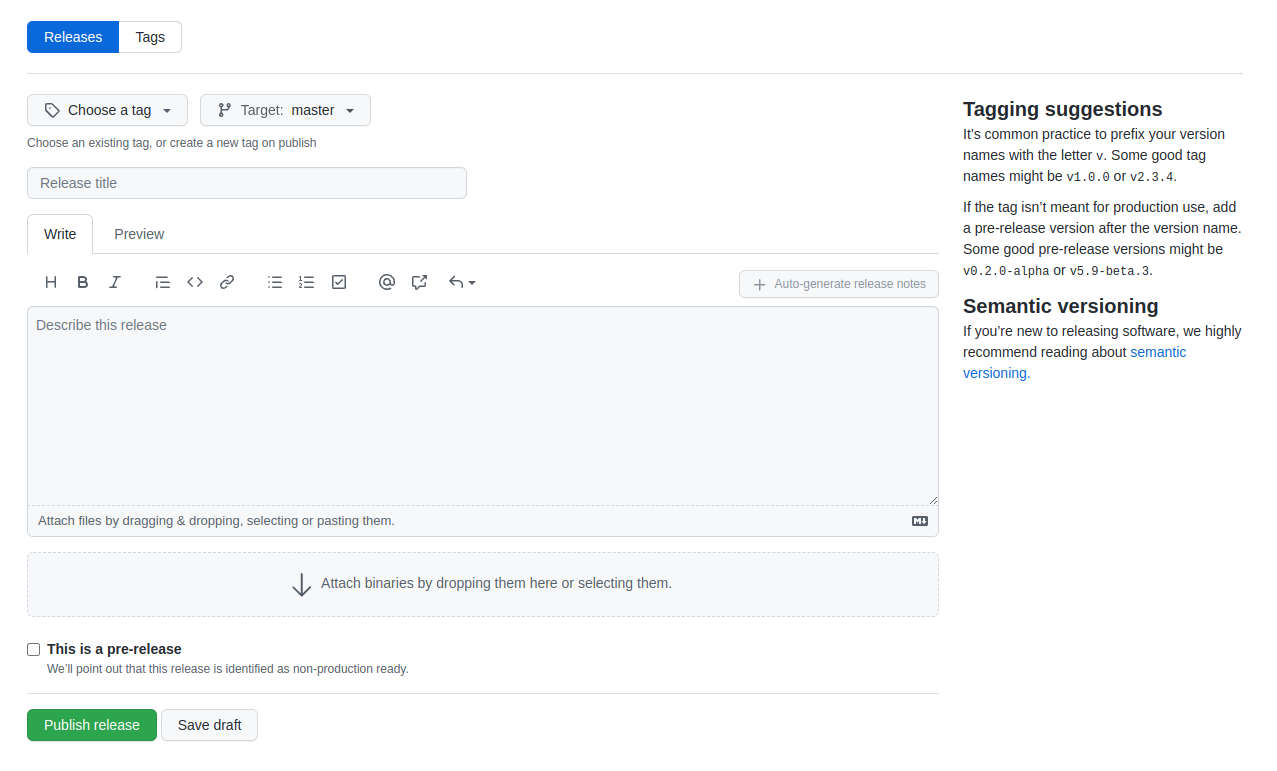 Releases Tags
Choose a tag Target: master
Choose an existing tag, or create a new tag on publish
Release title
Write Preview
Auto-generate release notes
Describe this release
Attach files by dragging & dropping, selecting or pasting them.
Attach binaries by dropping them here or selecting them.
This is a pre-release
We’ll point out that this release is identified as non-production ready.
Publish release Save draft
Tagging suggestions
It’s common practice to prefix your version
names with the letter v. Some good tag
names might be v1.0.0 or v2.3.4.
If the tag isn’t meant for production use, add
a pre-release version after the version name.
Some good pre-release versions might be
v0.2.0-alpha or v5.9-beta.3.
Semantic versioning
If you’re new to releasing software, we highly
recommend reading about semantic
versioning.